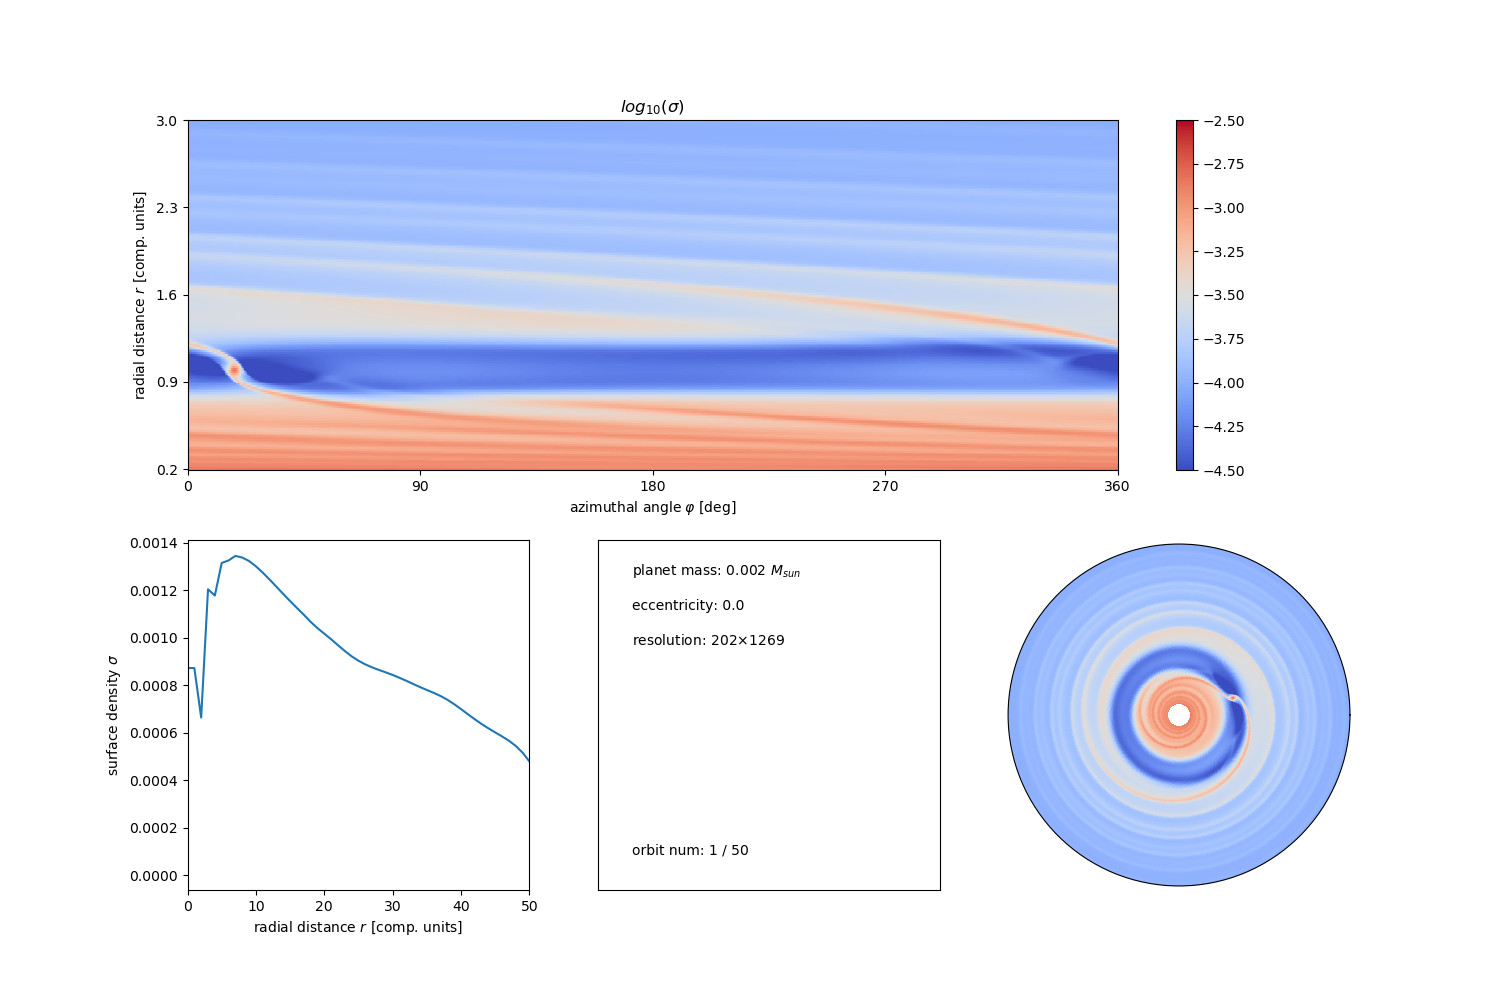 log₁₀(σ)
3.0
2.3
1.6
0.9
0.2
radial distance r [comp. units]
0 90 180 270 360
azimuthal angle φ [deg]
−2.50
−2.75
−3.00
−3.25
−3.50
−3.75
−4.00
−4.25
−4.50
0.0014
0.0012
0.0010
0.0008
0.0006
0.0004
0.0002
0.0000
surface density σ
0 10 20 30 40 50
radial distance r [comp. units]
planet mass: 0.002 Mₛᵤₙ
eccentricity: 0.0
resolution: 202×1269
orbit num: 1 / 50